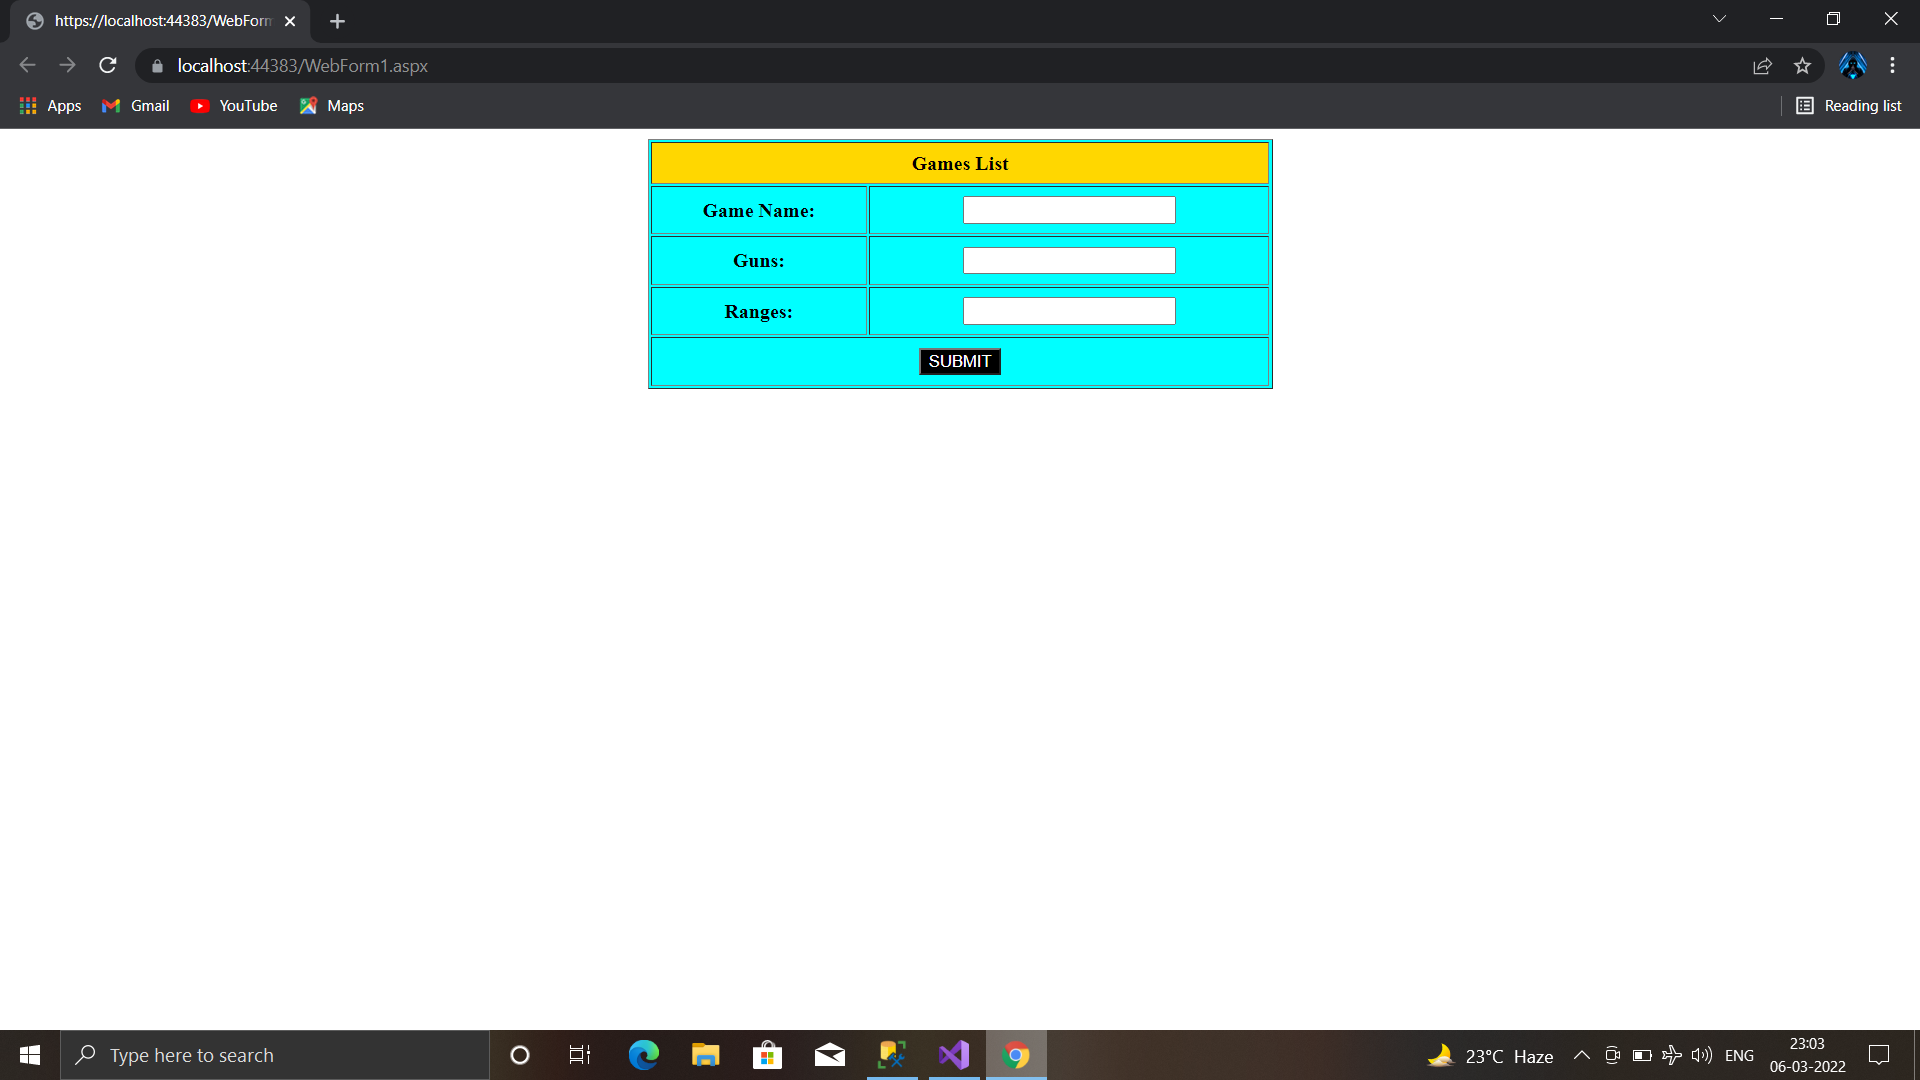 https://localhost:44383/WebForm
localhost:44383/WebForm1.aspx
Apps Gmail YouTube Maps Reading list
Games List
Game Name:
Guns:
Ranges:
SUBMIT
Type here to search
23°C Haze
ENG
23:03
06-03-2022